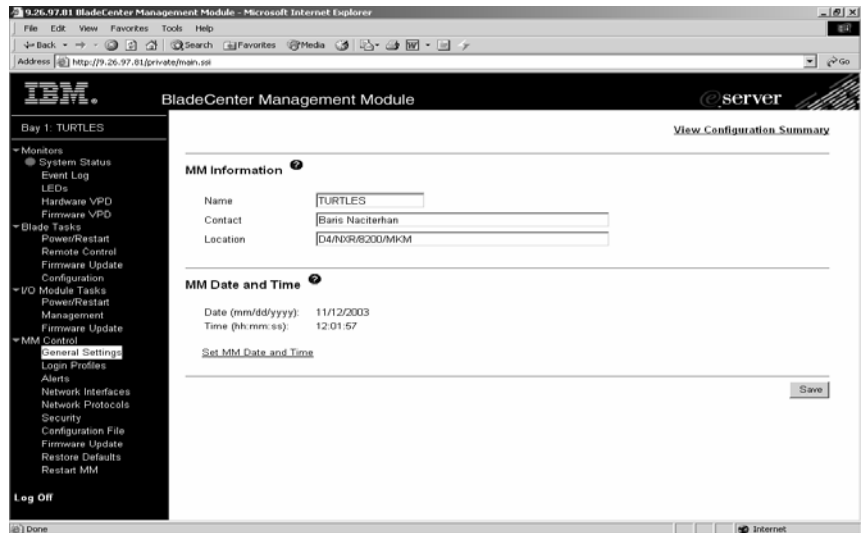 9.26.97.81 BladeCenter Management Module - Microsoft Internet Explorer
File Edit View Favorites Tools Help
Back Search Favorites Media
Address http://9.26.97.81/private/main.ssi Go
IBM. BladeCenter Management Module @server
Bay 1: TURTLES
View Configuration Summary
Monitors
System Status
Event Log
LEDs
Hardware VPD
Firmware VPD
Blade Tasks
Power/Restart
Remote Control
Firmware Update
Configuration
I/O Module Tasks
Power/Restart
Management
Firmware Update
MM Control
General Settings
Login Profiles
Alerts
Network Interfaces
Network Protocols
Security
Configuration File
Firmware Update
Restore Defaults
Restart MM
Log Off
MM Information ?
Name TURTLES
Contact Baris Naciterhan
Location D4/NXR/8200/MKM
MM Date and Time ?
Date (mm/dd/yyyy): 11/12/2003
Time (hh:mm:ss): 12:01:57
Set MM Date and Time
Save
Done Internet